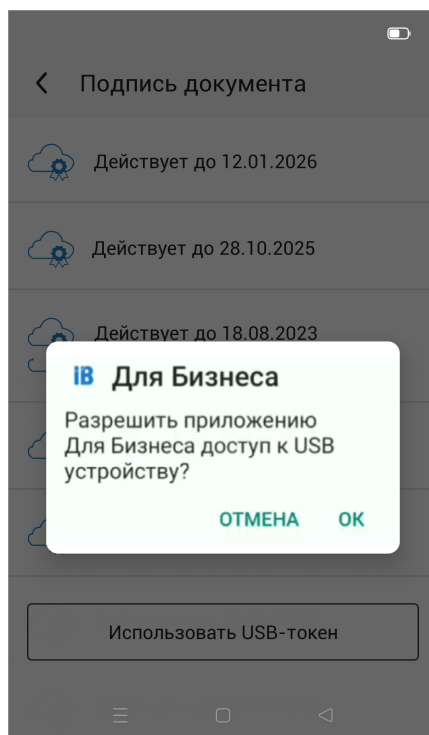 Подпись документа
Действует до 12.01.2026
Действует до 28.10.2025
Действует до 18.08.2023
iB Для Бизнеса
Разрешить приложению
Для Бизнеса доступ к USB
устройству?
ОТМЕНА ОК
Использовать USB-токен